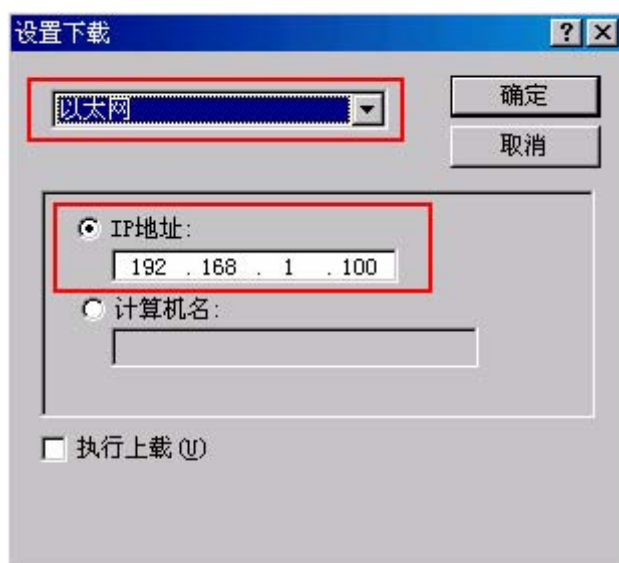 设置下载
以太网
确定
取消
IP地址:
192 .168 . 1 .100
计算机名:
执行上载(U)